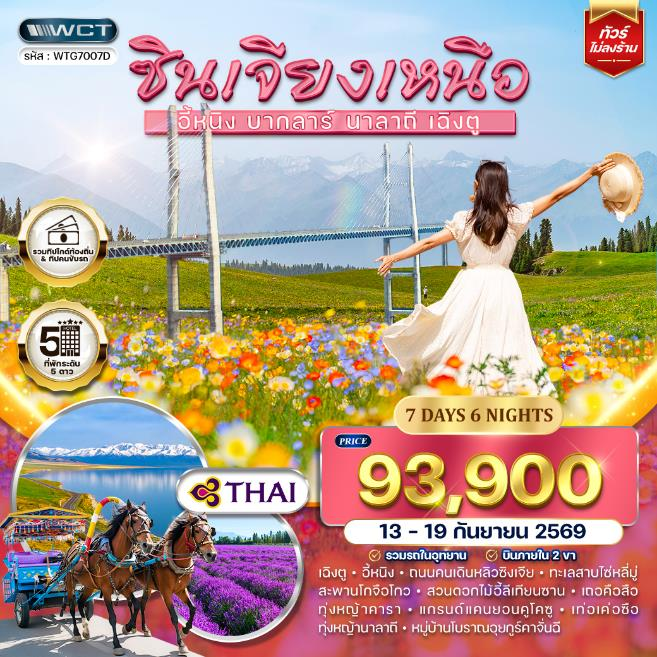 WCT
รหัส : WTG7007D
ทัวร์
ไม่ลงร้าน
ซินเจียงเหนือ
อี้หนิง บากลาร์ นาลาถี เฉิงตู
รวมทิปไกด์ท้องถิ่น
& ทิปคนขับรถ
5
HOTEL
ที่พักระดับ
5 ดาว
THAI
7 DAYS 6 NIGHTS
PRICE
93,900
13 - 19 กันยายน 2569
รวมรถในอุทยาน บินภายใน 2 ขา
เฉิงตู • อี้หนิง • ถนนคนเดินหลิวซิงเจีย • ทะเลสาบไซ่หลี่มู่
สะพานโกจือโกว • สวนดอกไม้อี้ลีเทียนซาน • เถอคือสือ
ทุ่งหญ้าคารา • แกรนด์แคนยอนคูโคซู • เท่อเค่อซือ
ทุ่งหญ้านาลาถี • หมู่บ้านโบราณอุยกูร์คาจั่นฉี